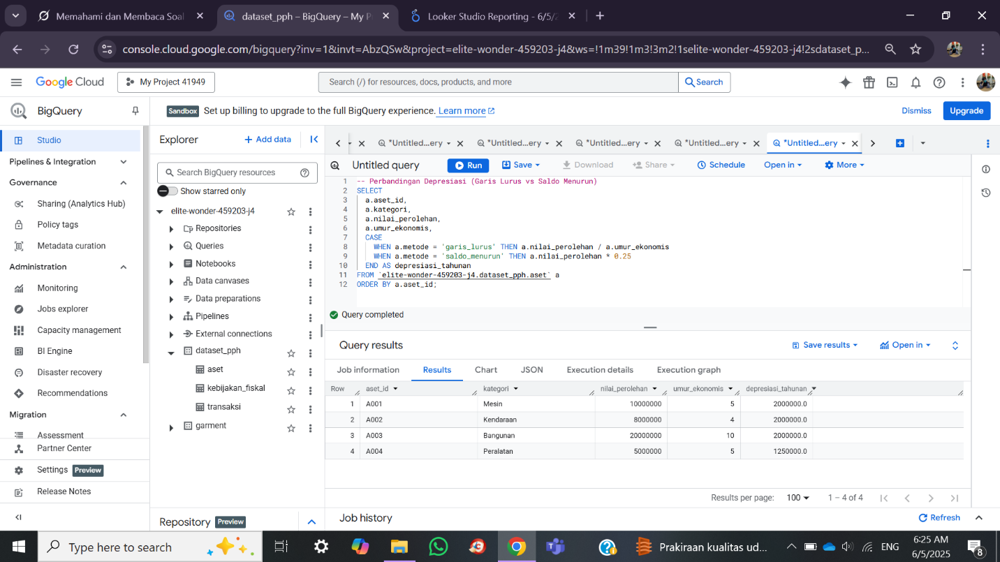 Memahami dan Membaca Soal
dataset_pph – BigQuery – My P
Looker Studio Reporting - 6/5/2
console.cloud.google.com/bigquery?inv=1&invt=AbzQSw&project=elite-wonder-459203-j4&ws=!1m39!1m3!3m2!1selite-wonder-459203-j4!2sdataset_p...
Google Cloud
My Project 41949
Search (/) for resources, docs, products, and more
Search
BigQuery
Sandbox Set up billing to upgrade to the full BigQuery experience. Learn more
Dismiss
Upgrade
Studio
Pipelines & Integration
Governance
Sharing (Analytics Hub)
Policy tags
Metadata curation
Administration
Monitoring
Jobs explorer
Capacity management
BI Engine
Disaster recovery
Recommendations
Migration
Assessment
Partner Center
Settings Preview
Release Notes
Explorer
+ Add data
Search BigQuery resources
Show starred only
elite-wonder-459203-j4
Repositories
Queries
Notebooks
Data canvases
Data preparations
Pipelines
External connections
dataset_pph
aset
kebijakan_fiskal
transaksi
garment
Repository Preview
*Untitled...ery
*Untitled...ery
*Untitled...ery
*Untitled...ery
*Untitled...ery
Untitled query
Run
Save
Download
Share
Schedule
Open in
More
1 -- Perbandingan Depresiasi (Garis Lurus vs Saldo Menurun)
2 SELECT
3 a.aset_id,
4 a.kategori,
5 a.nilai_perolehan,
6 a.umur_ekonomis,
7 CASE
8 WHEN a.metode = 'garis_lurus' THEN a.nilai_perolehan / a.umur_ekonomis
9 WHEN a.metode = 'saldo_menurun' THEN a.nilai_perolehan * 0.25
10 END AS depresiasi_tahunan
11 FROM `elite-wonder-459203-j4.dataset_pph.aset` a
12 ORDER BY a.aset_id;
Query completed
Query results
Save results
Open in
Job information
Results
Chart
JSON
Execution details
Execution graph
Row aset_id kategori nilai_perolehan umur_ekonomis depresiasi_tahunan
1 A001 Mesin 10000000 5 2000000.0
2 A002 Kendaraan 8000000 4 2000000.0
3 A003 Bangunan 20000000 10 2000000.0
4 A004 Peralatan 5000000 5 1250000.0
Results per page: 100 1 – 4 of 4
Job history
Refresh
Type here to search
Prakiraan kualitas ud...
ENG
6:25 AM
6/5/2025
8